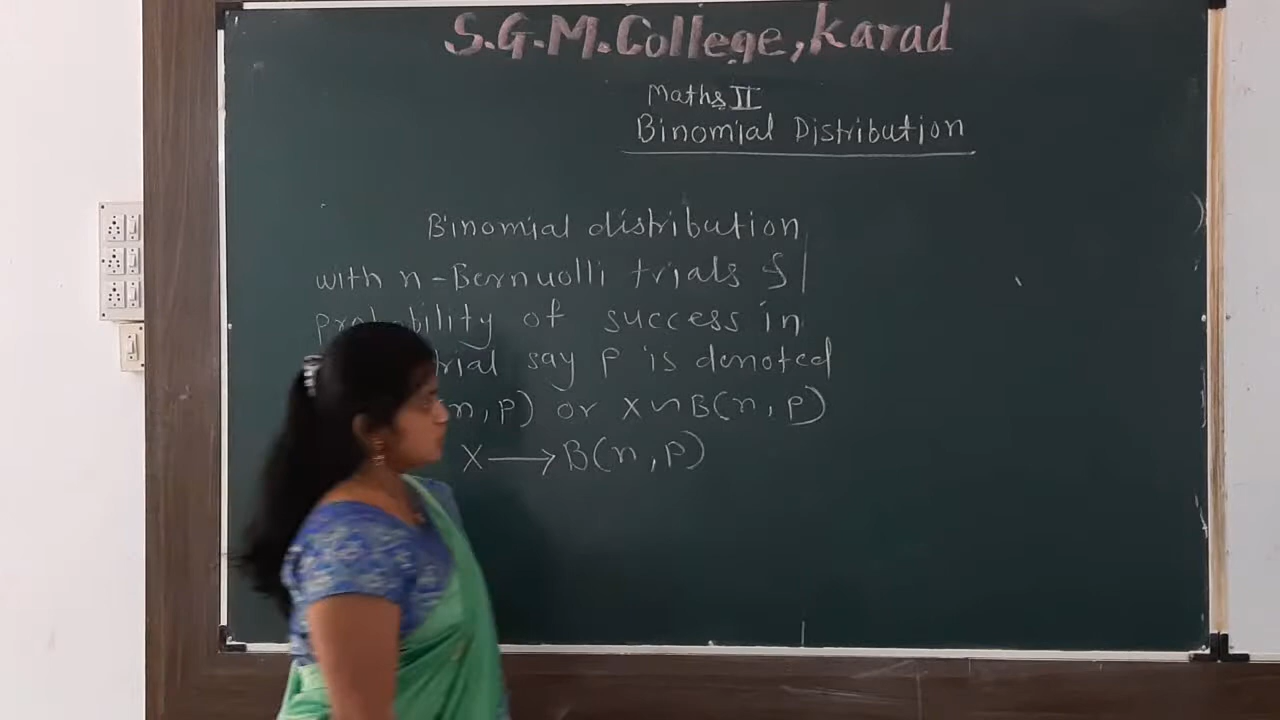 S.G.M. College, Karad
Maths II
Binomial Distribution
Binomial distribution
with n-Bernuolli trials &
probability of success in
trial say p is denoted
(n, p) or X ~ B(n, p)
X → B(n, p)